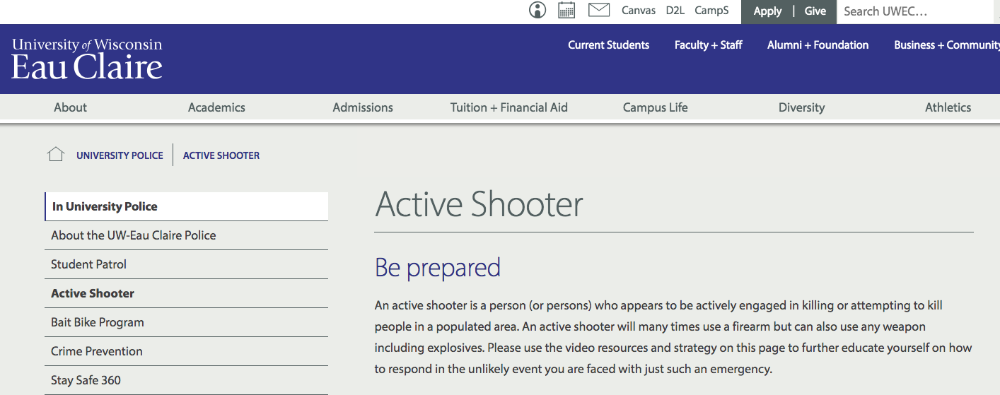 Canvas D2L CampS Apply | Give Search UWEC...
University of Wisconsin
Eau Claire
Current Students Faculty + Staff Alumni + Foundation Business + Community
About Academics Admissions Tuition + Financial Aid Campus Life Diversity Athletics
UNIVERSITY POLICE ACTIVE SHOOTER
In University Police
About the UW-Eau Claire Police
Student Patrol
Active Shooter
Bait Bike Program
Crime Prevention
Stay Safe 360
Active Shooter
Be prepared
An active shooter is a person (or persons) who appears to be actively engaged in killing or attempting to kill
people in a populated area. An active shooter will many times use a firearm but can also use any weapon
including explosives. Please use the video resources and strategy on this page to further educate yourself on how
to respond in the unlikely event you are faced with just such an emergency.